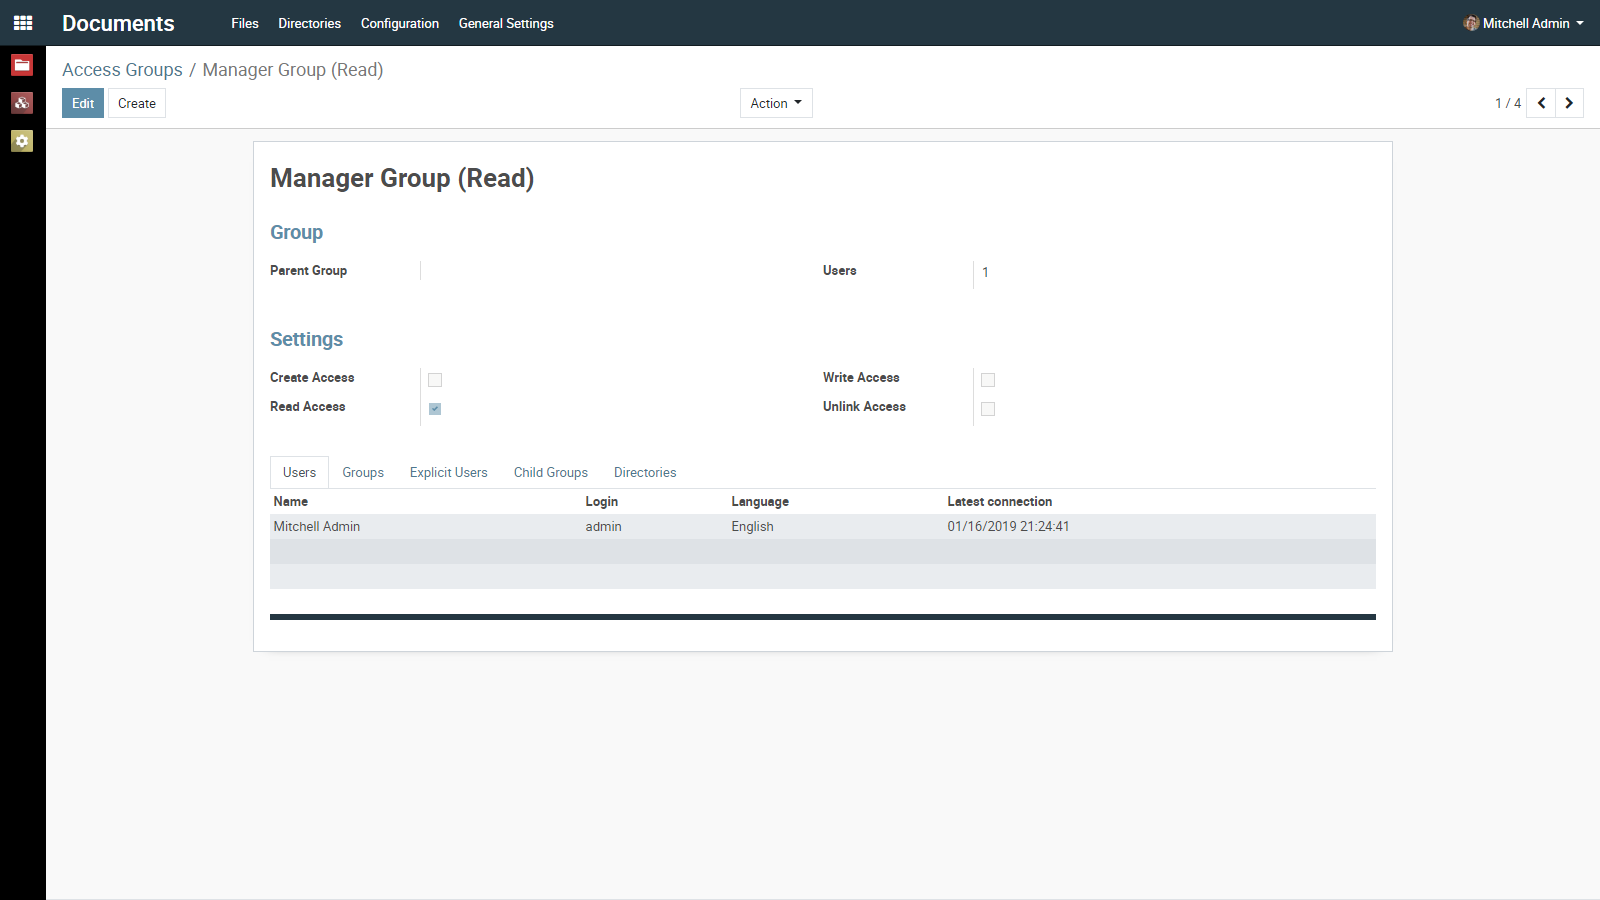 Documents Files Directories Configuration General Settings Mitchell Admin
Access Groups / Manager Group (Read)
Edit Create Action 1 / 4
Manager Group (Read)
Group
Parent Group Users 1
Settings
Create Access Write Access
Read Access Unlink Access
Users Groups Explicit Users Child Groups Directories
Name Login Language Latest connection
Mitchell Admin admin English 01/16/2019 21:24:41